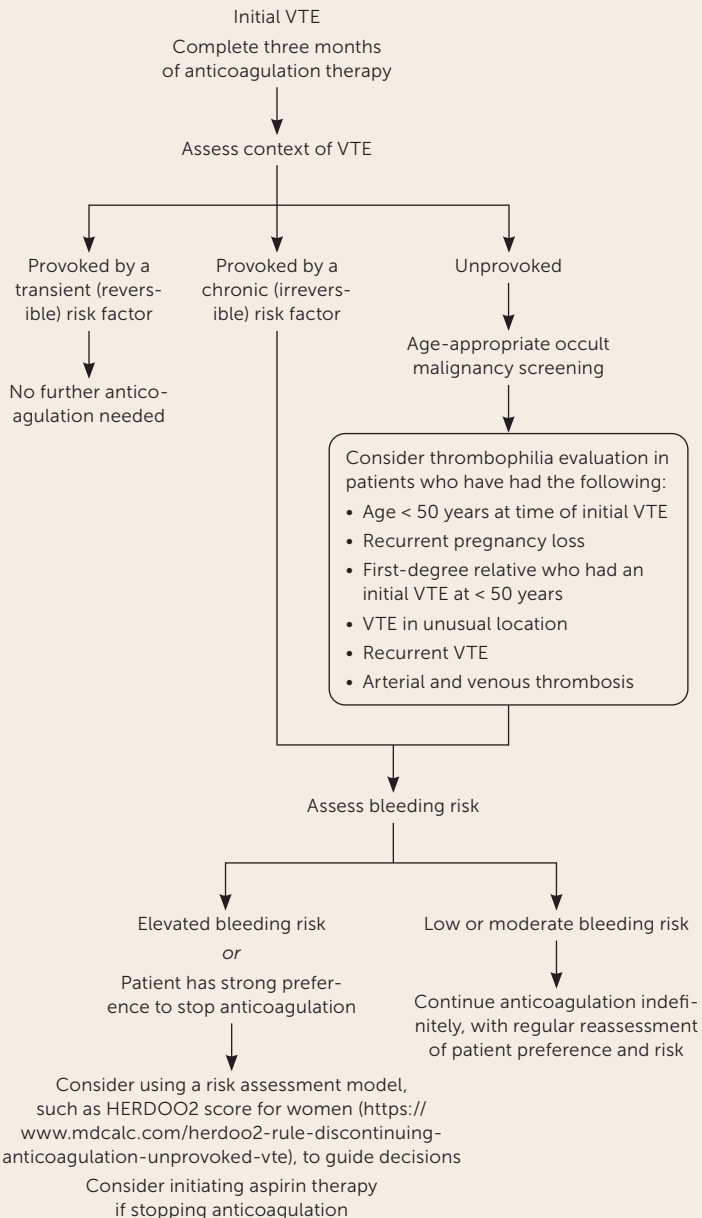 Initial VTE
Complete three months
of anticoagulation therapy
Assess context of VTE
Provoked by a
transient (revers-
ible) risk factor
Provoked by a
chronic (irrevers-
ible) risk factor
Unprovoked
No further antico-
agulation needed
Age-appropriate occult
malignancy screening
Consider thrombophilia evaluation in
patients who have had the following:
• Age < 50 years at time of initial VTE
• Recurrent pregnancy loss
• First-degree relative who had an
initial VTE at < 50 years
• VTE in unusual location
• Recurrent VTE
• Arterial and venous thrombosis
Assess bleeding risk
Elevated bleeding risk
or
Patient has strong prefer-
ence to stop anticoagulation
Low or moderate bleeding risk
Continue anticoagulation indefi-
nitely, with regular reassessment
of patient preference and risk
Consider using a risk assessment model,
such as HERDOO2 score for women (https://
www.mdcalc.com/herdoo2-rule-discontinuing-
anticoagulation-unprovoked-vte), to guide decisions
Consider initiating aspirin therapy
if stopping anticoagulation